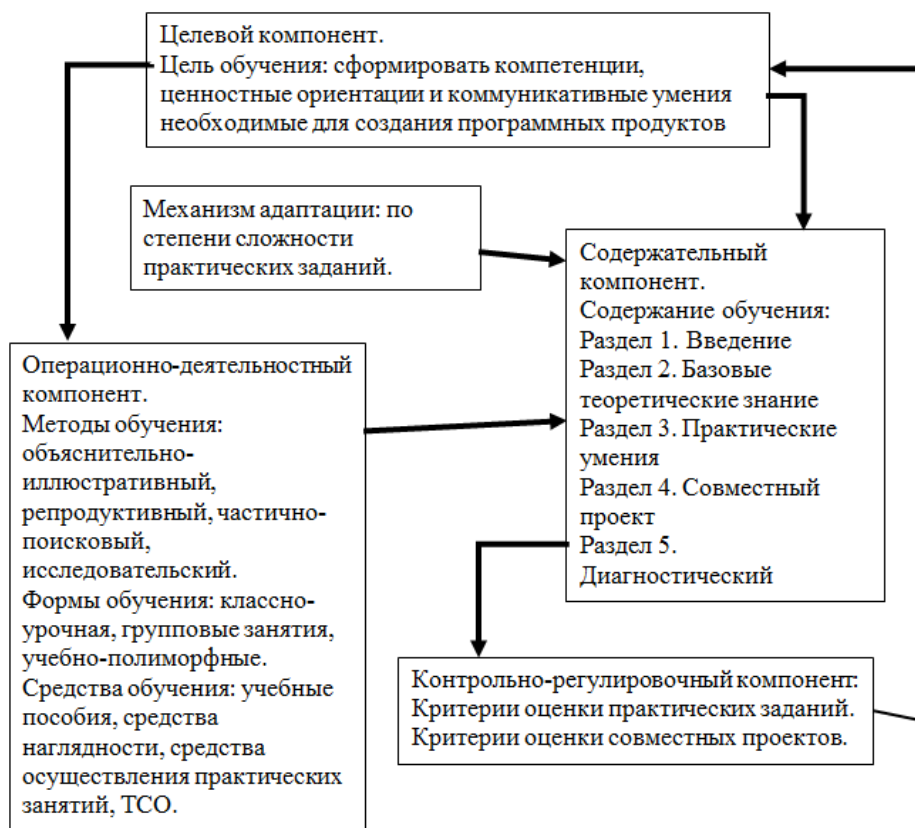 Целевой компонент.
Цель обучения: сформировать компетенции,
ценностные ориентации и коммуникативные умения
необходимые для создания программных продуктов
Механизм адаптации: по
степени сложности
практических заданий.
Содержательный
компонент.
Содержание обучения:
Раздел 1. Введение
Раздел 2. Базовые
теоретические знание
Раздел 3. Практические
умения
Раздел 4. Совместный
проект
Раздел 5.
Диагностический
Операционно-деятельностный
компонент.
Методы обучения:
объяснительно-
иллюстративный,
репродуктивный, частично-
поисковый,
исследовательский.
Формы обучения: классно-
урочная, групповые занятия,
учебно-полиморфные.
Средства обучения: учебные
пособия, средства
наглядности, средства
осуществления практических
занятий, ТСО.
Контрольно-регулировочный компонент:
Критерии оценки практических заданий.
Критерии оценки совместных проектов.